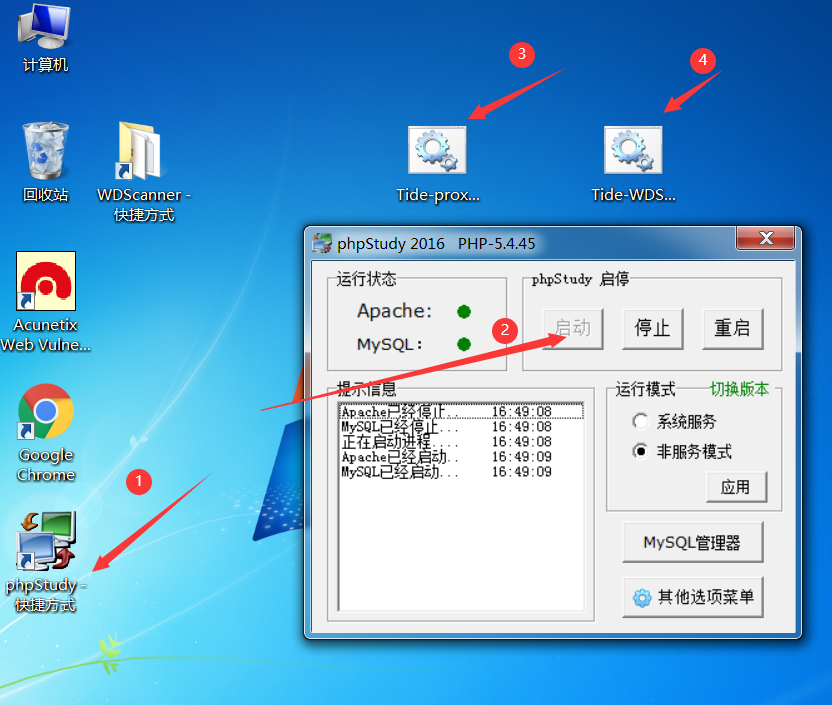 计算机
3
4
回收站
WDScanner -
快捷方式
Tide-prox...
Tide-WDS...
Acunetix
Web Vulne...
Google
Chrome
1
phpStudy -
快捷方式
phpStudy 2016 PHP-5.4.45
运行状态
Apache:
MySQL:
phpStudy 启停
2
启动
停止
重启
提示信息
Apache已经停止.. 16:49:08
MySQL已经停止... 16:49:08
正在启动进程.... 16:49:08
Apache已经启动.. 16:49:09
MySQL已经启动... 16:49:09
运行模式
切换版本
系统服务
非服务模式
应用
MySQL管理器
其他选项菜单